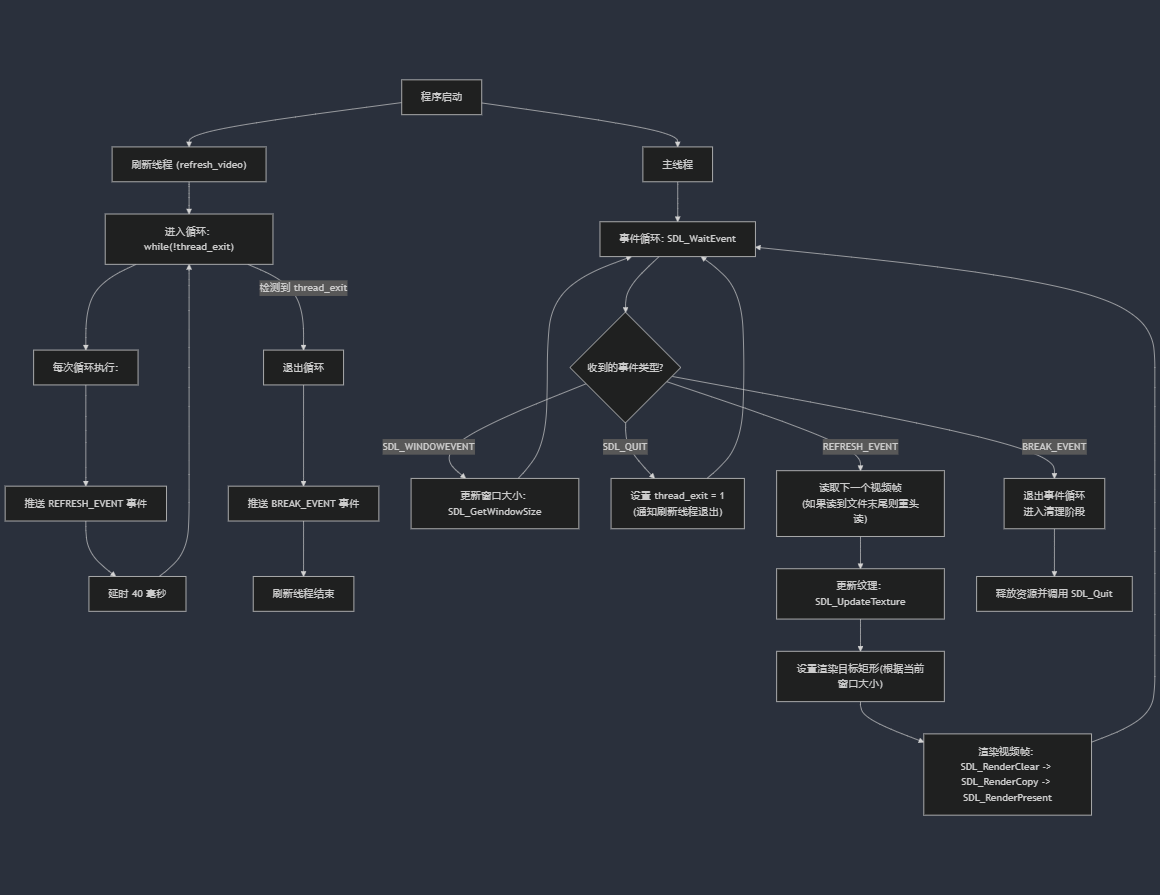 程序启动
刷新线程 (refresh_video)
主线程
进入循环:
while(!thread_exit)
事件循环: SDL_WaitEvent
检测到 thread_exit
每次循环执行:
退出循环
收到的事件类型?
SDL_WINDOWEVENT
SDL_QUIT
REFRESH_EVENT
BREAK_EVENT
推送 REFRESH_EVENT 事件
推送 BREAK_EVENT 事件
更新窗口大小:
SDL_GetWindowSize
设置 thread_exit = 1
(通知刷新线程退出)
读取下一个视频帧
(如果读到文件末尾则重头
读)
退出事件循环
进入清理阶段
延时 40 毫秒
刷新线程结束
更新纹理:
SDL_UpdateTexture
释放资源并调用 SDL_Quit
设置渲染目标矩形(根据当前
窗口大小)
渲染视频帧:
SDL_RenderClear ->
SDL_RenderCopy ->
SDL_RenderPresent